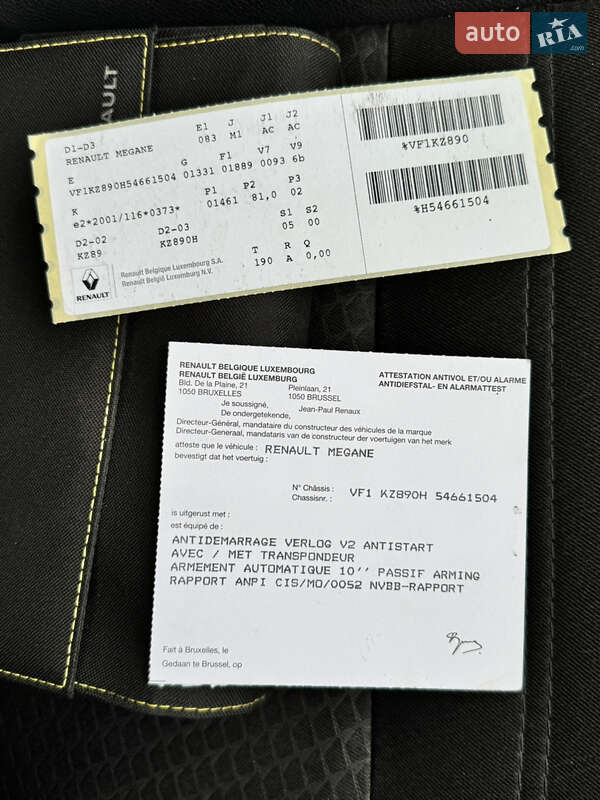 auto RIA .com
RENAULT
D1-D3 E1 J J1 J2
RENAULT MEGANE 083 M1 AC AC
E G F1 V7 V9
VF1KZ890H54661504 01331 01889 0093 6b
K P1 P2 P3
e2*2001/116*0373* 01461 81,0 02
D2-02 D2-03 S1 S2
KZ89 KZ890H 05 00
T R Q
190 A 0,00
RENAULT
Renault Belgique Luxembourg S.A.
Renault België Luxemburg N.V.
%VF1KZ890
%H54661504
RENAULT BELGIQUE LUXEMBOURG
RENAULT BELGIË LUXEMBURG
Bld. De la Plaine, 21 Pleinlaan, 21
1050 BRUXELLES 1050 BRUSSEL
ATTESTATION ANTIVOL ET/OU ALARME
ANTIDIEFSTAL- EN ALARMATTEST
Je soussigné,
De ondergetekende, Jean-Paul Renaux
Directeur-Général, mandataire du constructeur des véhicules de la marque
Directeur-Generaal, mandataris van de constructeur der voertuigen van het merk
atteste que le véhicule : RENAULT MEGANE
bevestigt dat het voertuig :
N° Châssis : VF1 KZ890H 54661504
Chassisnr. :
is uitgerust met :
est équipé de :
ANTIDEMARRAGE VERLOG V2 ANTISTART
AVEC / MET TRANSPONDEUR
ARMEMENT AUTOMATIQUE 10'' PASSIF ARMING
RAPPORT ANPI CIS/MO/0052 NVBB-RAPPORT
Fait à Bruxelles, le
Gedaan te Brussel, op